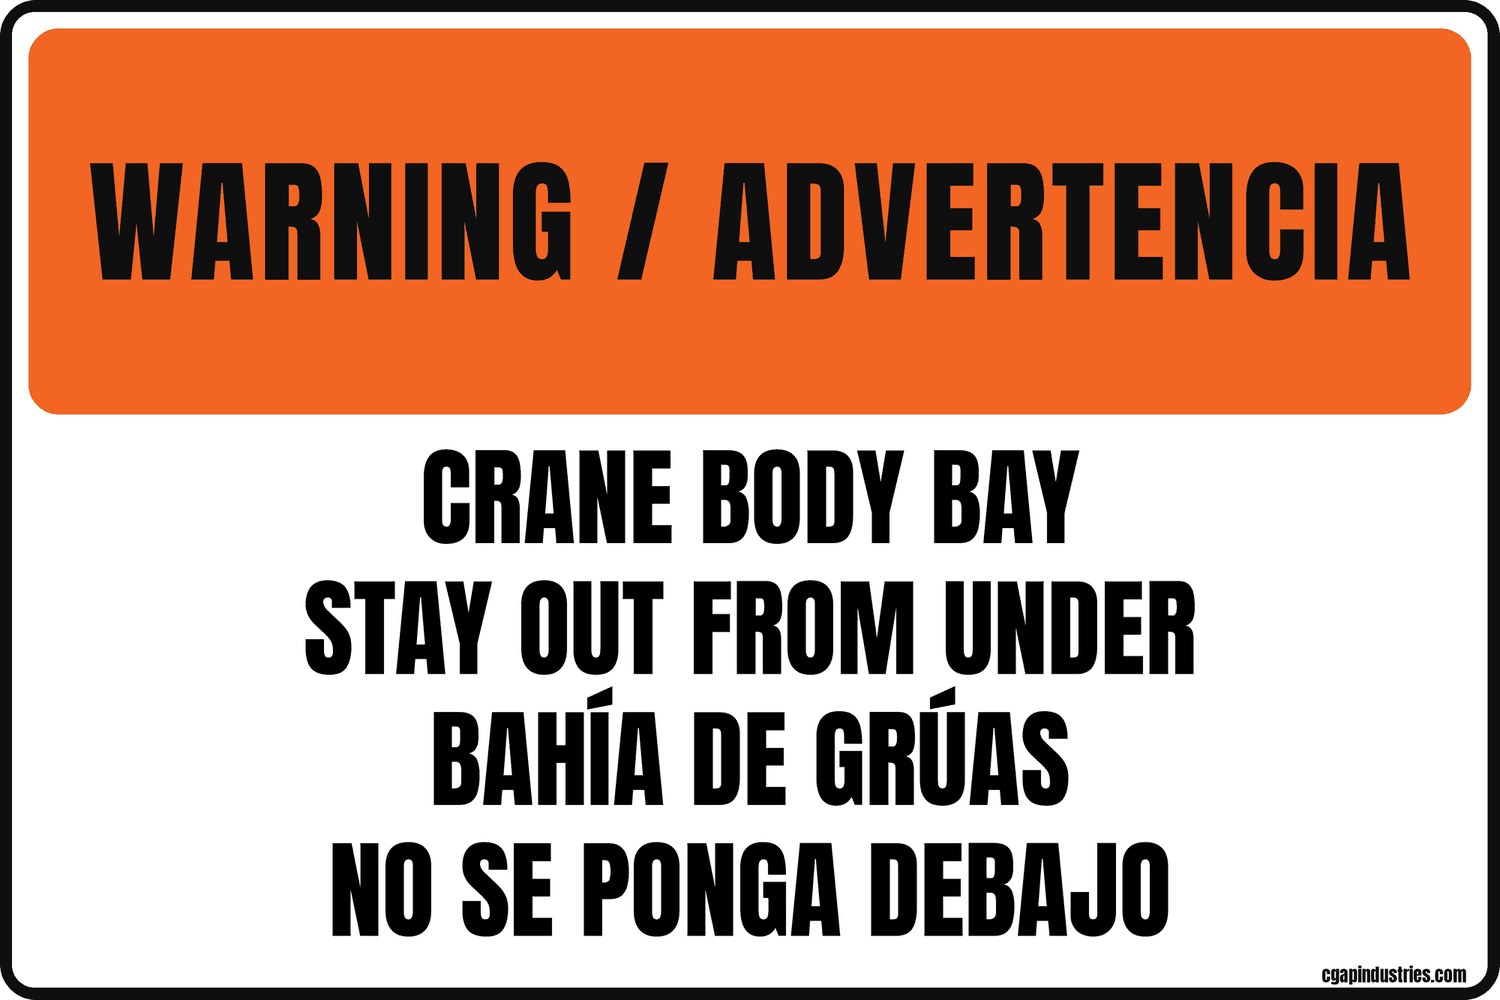 WARNING / ADVERTENCIA
CRANE BODY BAY
STAY OUT FROM UNDER
BAHÍA DE GRÚAS
NO SE PONGA DEBAJO
cgapindustries.com